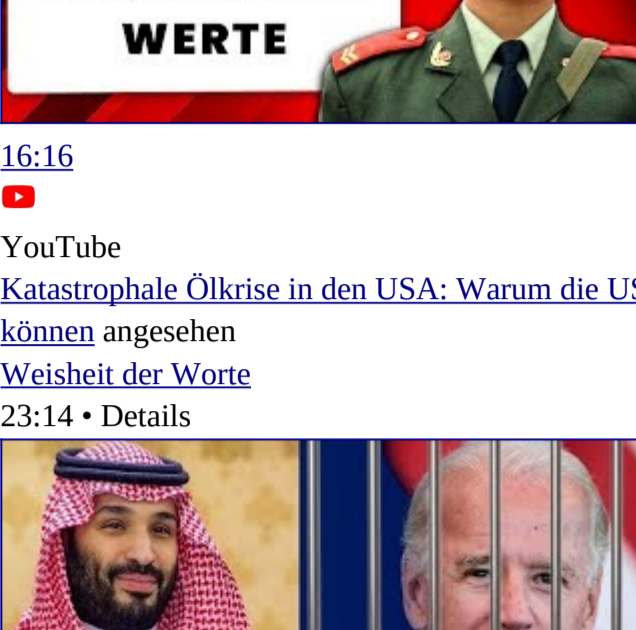 WERTE
16:16
YouTube
Katastrophale Ölkrise in den USA: Warum die
können angesehen
Weisheit der Worte
23:14 • Details